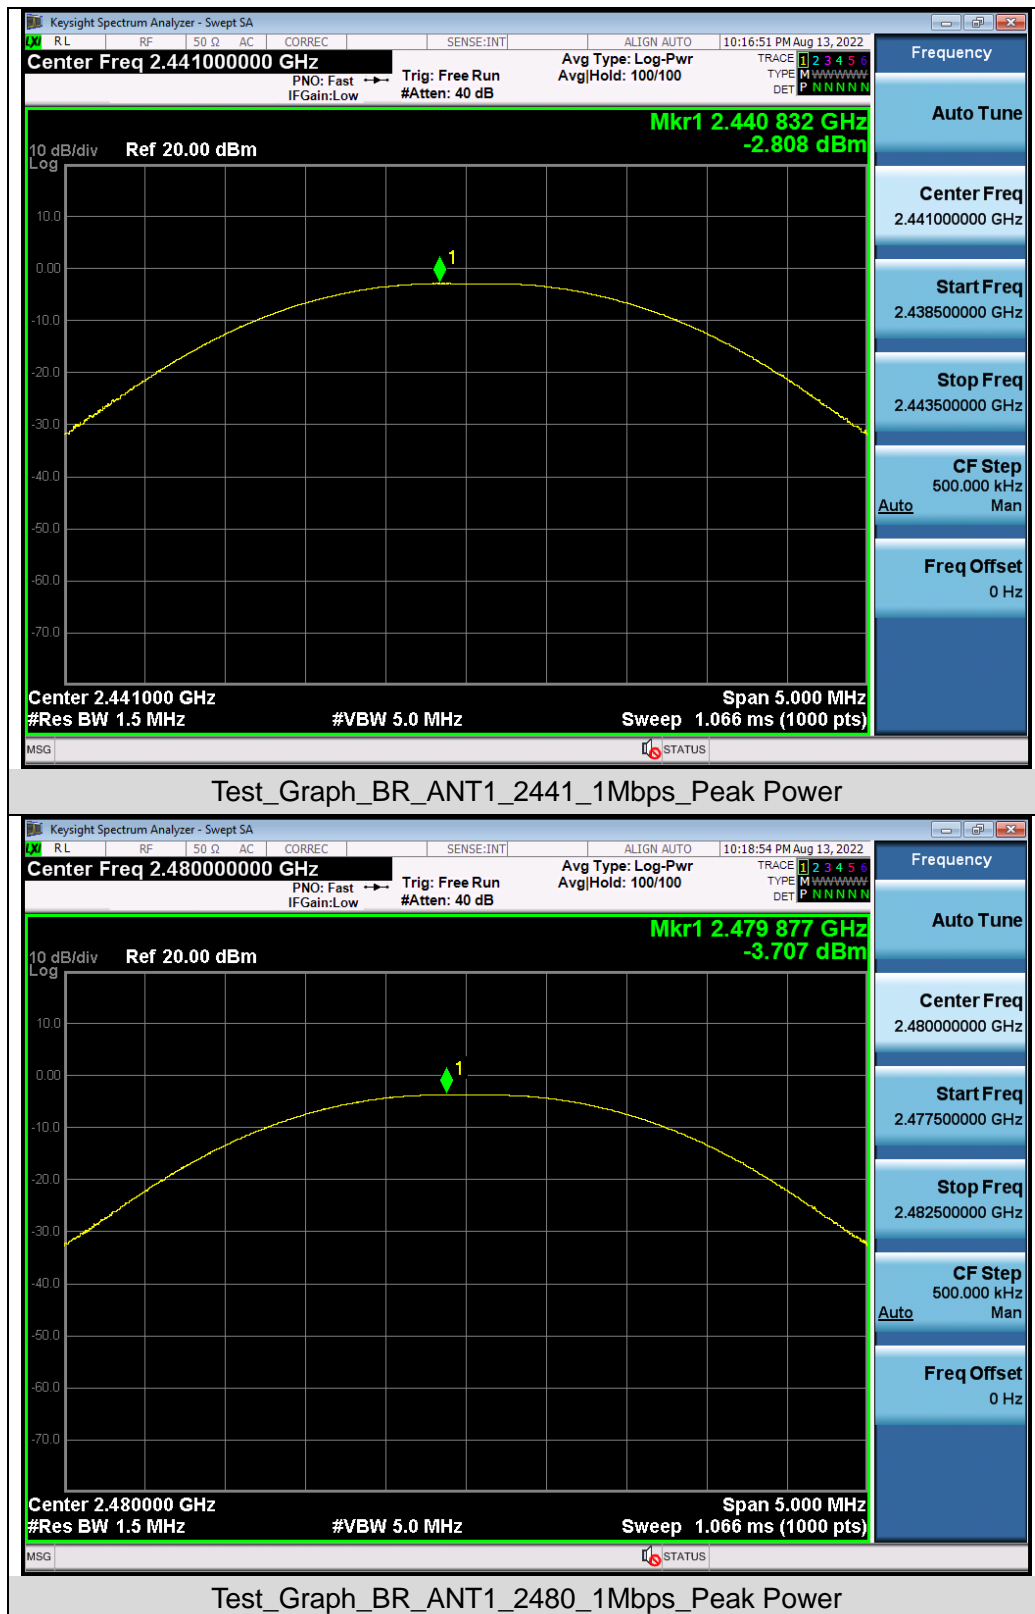 Keysight Spectrum Analyzer - Swept SA
LXI RL RF 50 Ω AC CORREC SENSE:INT ALIGN AUTO 10:16:51 PM Aug 13, 2022
Center Freq 2.441000000 GHz
PNO: Fast
IFGain:Low
Trig: Free Run
#Atten: 40 dB
Avg Type: Log-Pwr
Avg|Hold: 100/100
TRACE 1 2 3 4 5 6
TYPE M WWWWW
DET P N N N N N
Mkr1 2.440 832 GHz
-2.808 dBm
10 dB/div
Log
Ref 20.00 dBm
1
10.0
0.00
-10.0
-20.0
-30.0
-40.0
-50.0
-60.0
-70.0
Center 2.441000 GHz
Span 5.000 MHz
#Res BW 1.5 MHz
#VBW 5.0 MHz
Sweep 1.066 ms (1000 pts)
MSG
STATUS
Frequency
Auto Tune
Center Freq
2.441000000 GHz
Start Freq
2.438500000 GHz
Stop Freq
2.443500000 GHz
CF Step
500.000 kHz
Auto Man
Freq Offset
0 Hz
Test_Graph_BR_ANT1_2441_1Mbps_Peak Power
Keysight Spectrum Analyzer - Swept SA
LXI RL RF 50 Ω AC CORREC SENSE:INT ALIGN AUTO 10:18:54 PM Aug 13, 2022
Center Freq 2.480000000 GHz
PNO: Fast
IFGain:Low
Trig: Free Run
#Atten: 40 dB
Avg Type: Log-Pwr
Avg|Hold: 100/100
TRACE 1 2 3 4 5 6
TYPE M WWWWW
DET P N N N N N
Mkr1 2.479 877 GHz
-3.707 dBm
10 dB/div
Log
Ref 20.00 dBm
1
10.0
0.00
-10.0
-20.0
-30.0
-40.0
-50.0
-60.0
-70.0
Center 2.480000 GHz
Span 5.000 MHz
#Res BW 1.5 MHz
#VBW 5.0 MHz
Sweep 1.066 ms (1000 pts)
MSG
STATUS
Frequency
Auto Tune
Center Freq
2.480000000 GHz
Start Freq
2.477500000 GHz
Stop Freq
2.482500000 GHz
CF Step
500.000 kHz
Auto Man
Freq Offset
0 Hz
Test_Graph_BR_ANT1_2480_1Mbps_Peak Power